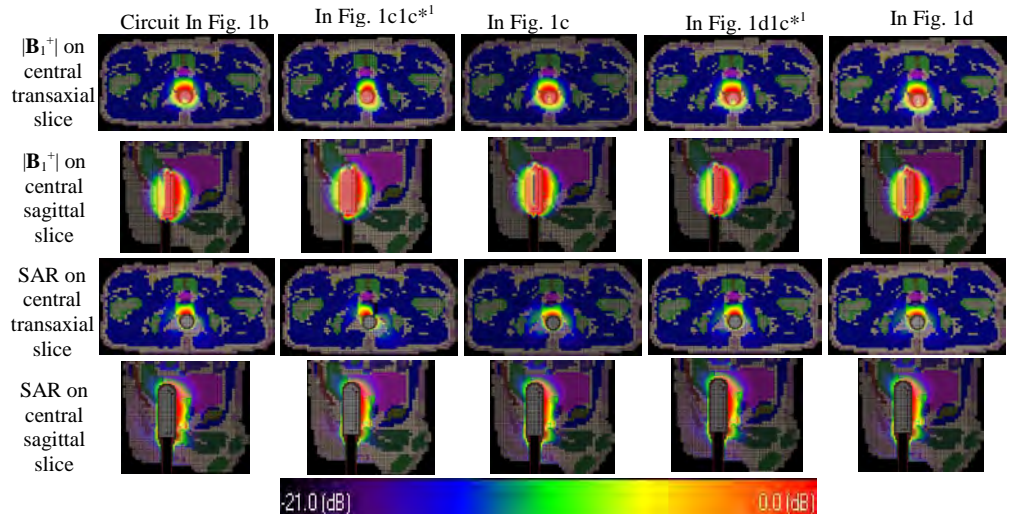 Circuit In Fig. 1b In Fig. 1c1c*1 In Fig. 1c In Fig. 1d1c*1 In Fig. 1d
|B1+| on
central
transaxial
slice
|B1+| on
central
sagittal
slice
SAR on
central
transaxial
slice
SAR on
central
sagittal
slice
-21.0 (dB) 0.0 (dB)